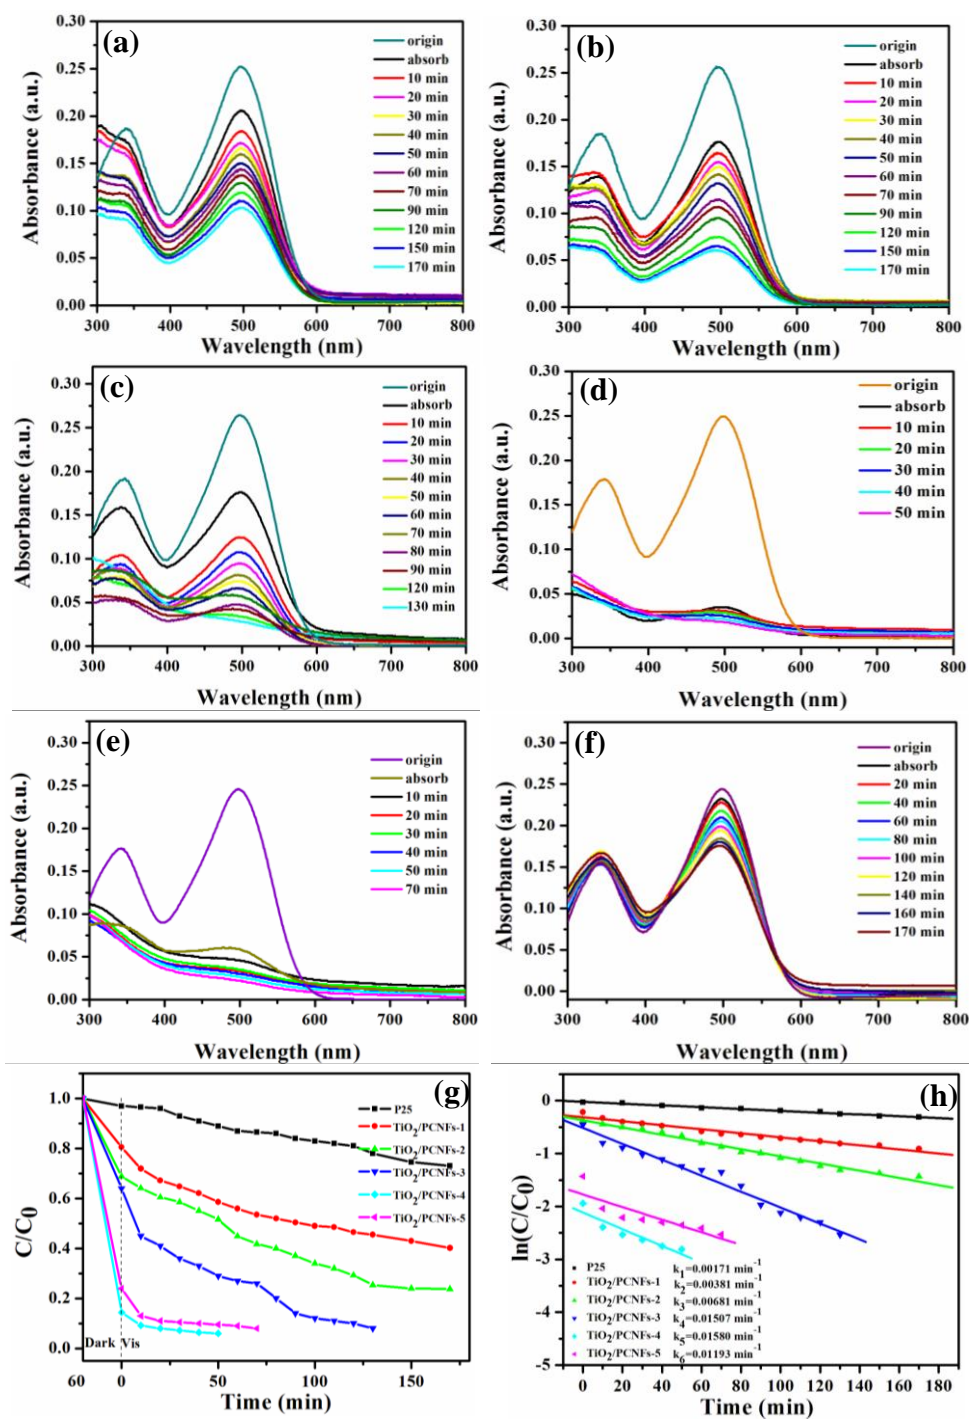 (a)
Absorbance (a.u.)
0.30
0.25
0.20
0.15
0.10
0.05
0.00
origin
absorb
10 min
20 min
30 min
40 min
50 min
60 min
70 min
90 min
120 min
150 min
170 min
300 400 500 600 700 800
Wavelength (nm)
(b)
Absorbance (a.u.)
0.30
0.25
0.20
0.15
0.10
0.05
0.00
origin
absorb
10 min
20 min
30 min
40 min
50 min
60 min
70 min
90 min
120 min
150 min
170 min
300 400 500 600 700 800
Wavelength (nm)
(c)
Absorbance (a.u.)
0.30
0.25
0.20
0.15
0.10
0.05
0.00
origin
absorb
10 min
20 min
30 min
40 min
50 min
60 min
70 min
80 min
90 min
120 min
130 min
300 400 500 600 700 800
Wavelength (nm)
(d)
Absorbance (a.u.)
0.30
0.25
0.20
0.15
0.10
0.05
0.00
origin
absorb
10 min
20 min
30 min
40 min
50 min
300 400 500 600 700 800
Wavelength (nm)
(e)
Absorbance (a.u.)
0.30
0.25
0.20
0.15
0.10
0.05
0.00
origin
absorb
10 min
20 min
30 min
40 min
50 min
70 min
300 400 500 600 700 800
Wavelength (nm)
(f)
Absorbance (a.u.)
0.30
0.25
0.20
0.15
0.10
0.05
0.00
origin
absorb
20 min
40 min
60 min
80 min
100 min
120 min
140 min
160 min
170 min
300 400 500 600 700 800
Wavelength (nm)
(g)
C/C0
1.0
0.8
0.6
0.4
0.2
0.0
P25
TiO2/PCNFs-1
TiO2/PCNFs-2
TiO2/PCNFs-3
TiO2/PCNFs-4
TiO2/PCNFs-5
Dark Vis
60 0 50 100 150
Time (min)
(h)
ln(C/C0)
0
-1
-2
-3
-4
-5
P25 k1=0.00171 min-1
TiO2/PCNFs-1 k2=0.00381 min-1
TiO2/PCNFs-2 k3=0.00681 min-1
TiO2/PCNFs-3 k4=0.01507 min-1
TiO2/PCNFs-4 k5=0.01580 min-1
TiO2/PCNFs-5 k6=0.01193 min-1
0 20 40 60 80 100 120 140 160 180
Time (min)